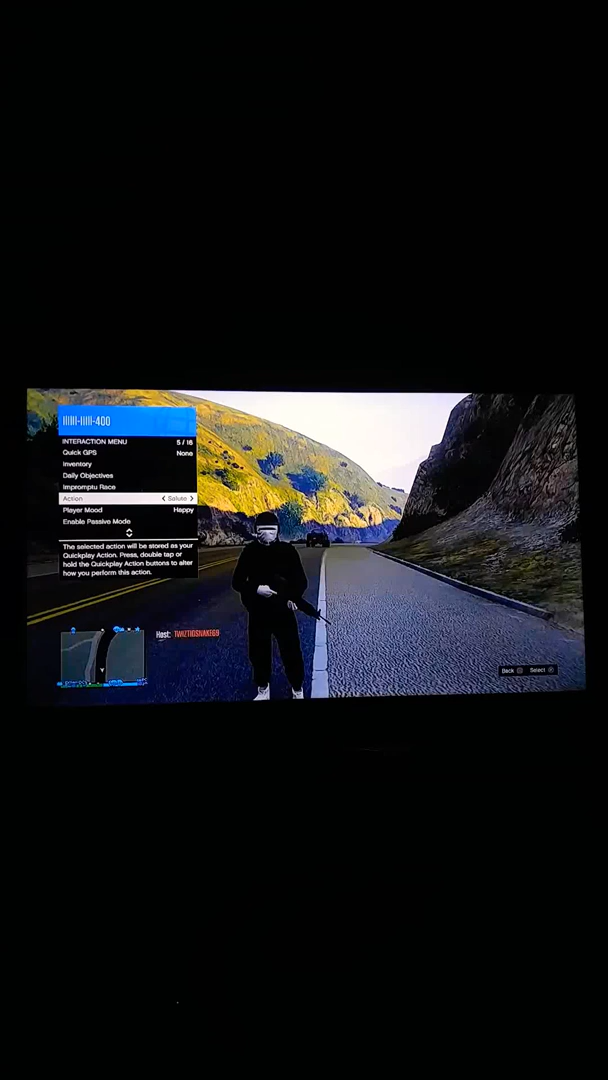 INTERACTION MENU 5 / 16
Quick GPS None
Inventory
Daily Objectives
Impromptu Race
Action Salute
Player Mood Happy
Enable Passive Mode
The selected action will be stored as your
Quickplay Action. Press, double tap or
hold the Quickplay Action buttons to alter
how you perform this action.
Host: TWIZTIDSNAKE69
Back Select